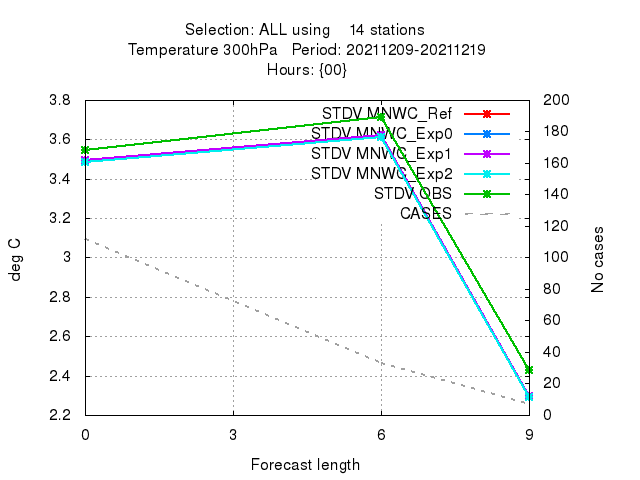 Selection: ALL using 14 stations
Temperature 300hPa Period: 20211209-20211219
Hours: {00}
3.8
3.6
3.4
3.2
3
2.8
2.6
2.4
2.2
200
180
160
140
120
100
80
60
40
20
0
STDV MNWC_Ref
STDV MNWC_Exp0
STDV MNWC_Exp1
STDV MNWC_Exp2
STDV OBS
CASES
deg C
No cases
0 3 6 9
Forecast length